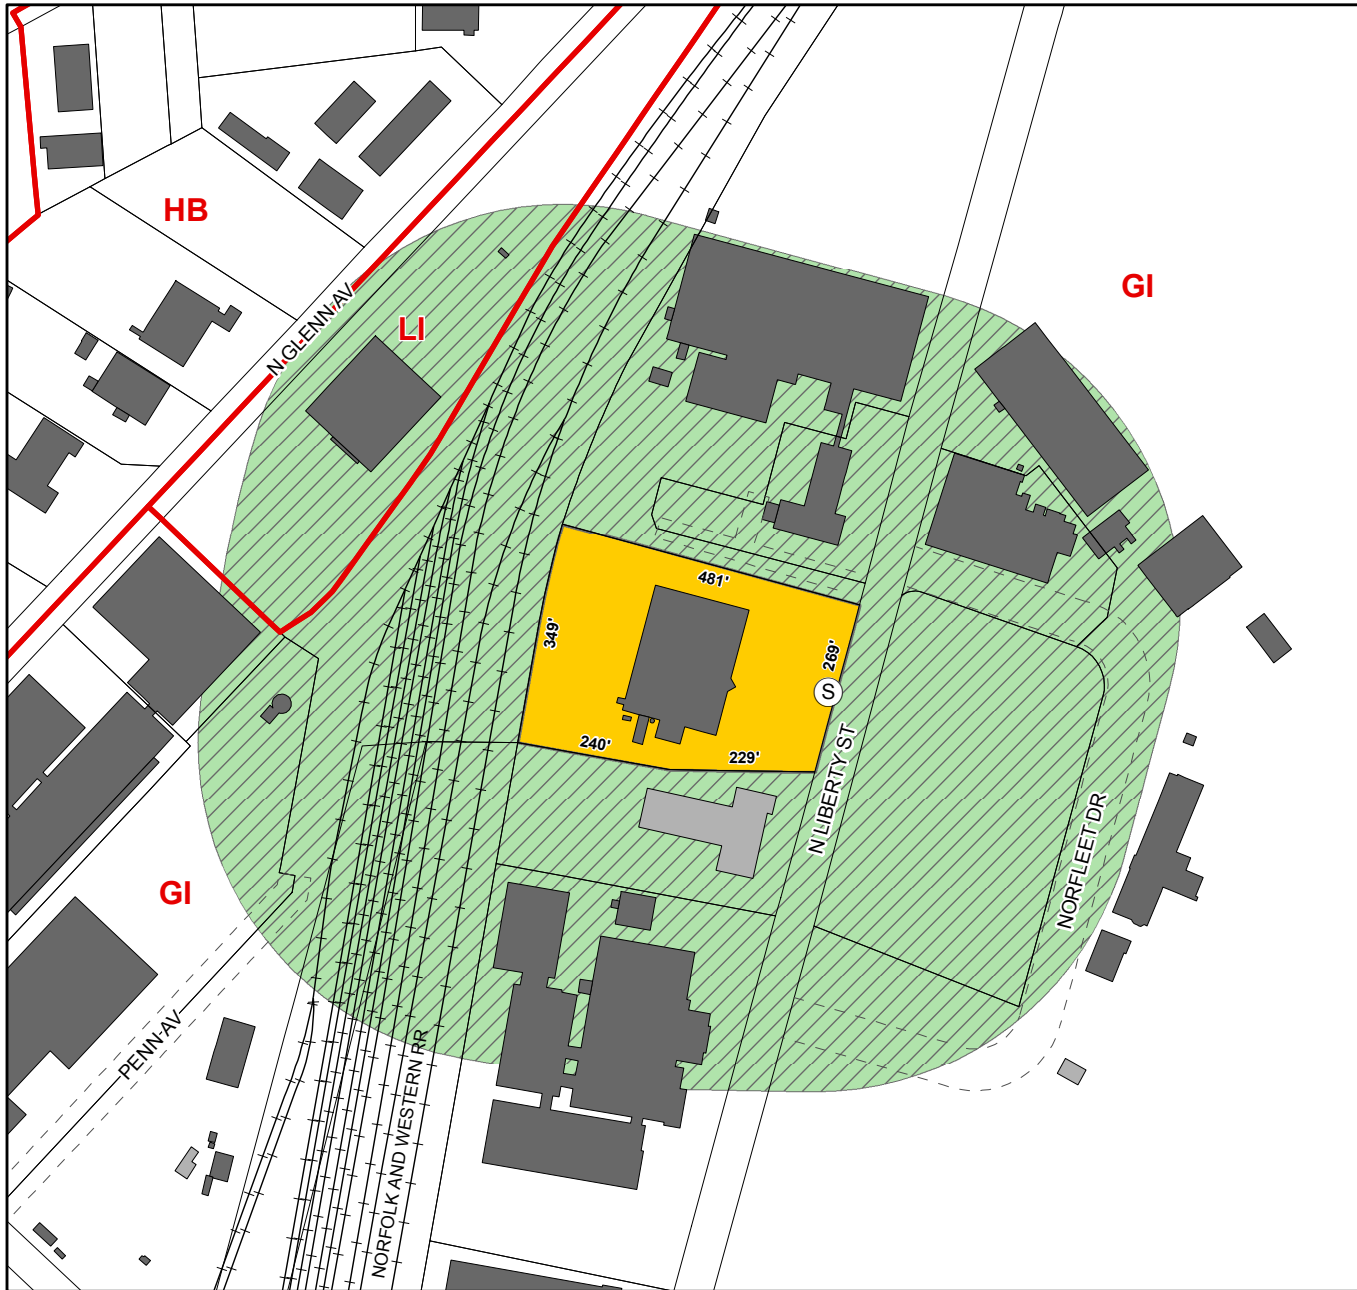 HB
GI
N GLENN AV
LI
481'
349'
269'
S
240'
229'
N LIBERTY ST
NORFLEET DR
GI
PENN AV
NORFOLK AND WESTERN RR